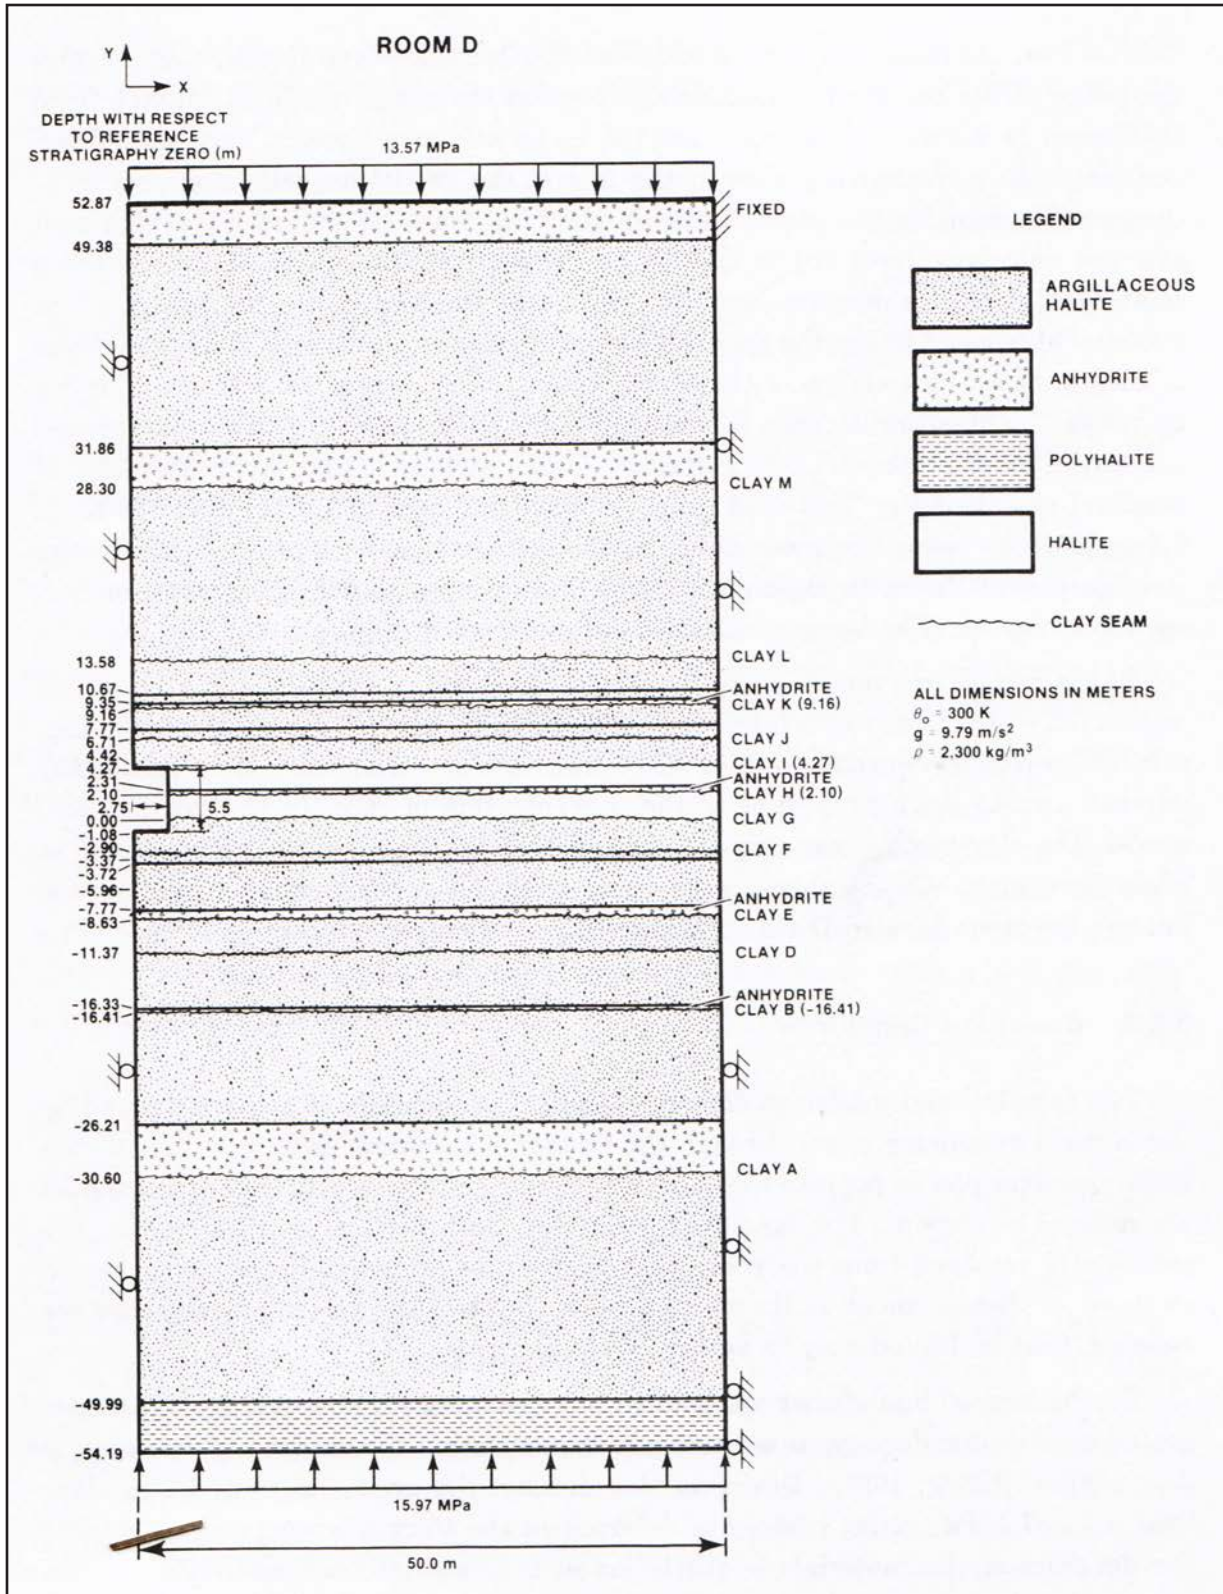 ROOM D
Y
X
DEPTH WITH RESPECT
TO REFERENCE
STRATIGRAPHY ZERO (m)
13.57 MPa
52.87
FIXED
49.38
LEGEND
ARGILLACEOUS
HALITE
ANHYDRITE
31.86
POLYHALITE
28.30
CLAY M
HALITE
CLAY SEAM
13.58
CLAY L
10.67
ANHYDRITE
9.35
CLAY K (9.16)
9.16
7.77
CLAY J
6.71
4.42
CLAY I (4.27)
4.27
ANHYDRITE
2.31
CLAY H (2.10)
2.10
2.75
5.5
0.00
CLAY G
-1.08
-2.90
CLAY F
-3.37
-3.72
-5.96
ANHYDRITE
-7.77
CLAY E
-8.63
-11.37
CLAY D
ANHYDRITE
-16.33
CLAY B (-16.41)
-16.41
ALL DIMENSIONS IN METERS
θo = 300 K
g = 9.79 m/s²
ρ = 2.300 kg/m³
-26.21
-30.60
CLAY A
-49.99
-54.19
15.97 MPa
50.0 m